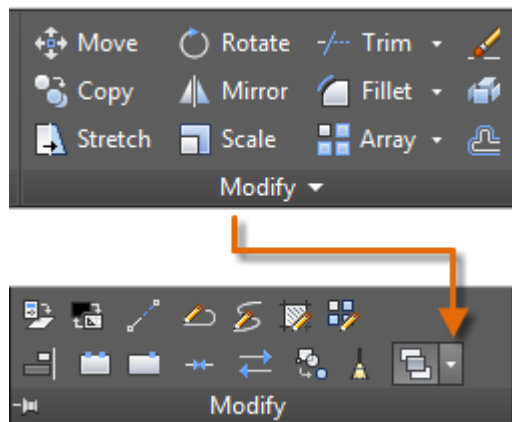 Move Rotate Trim
Copy Mirror Fillet
Stretch Scale Array
Modify
Modify